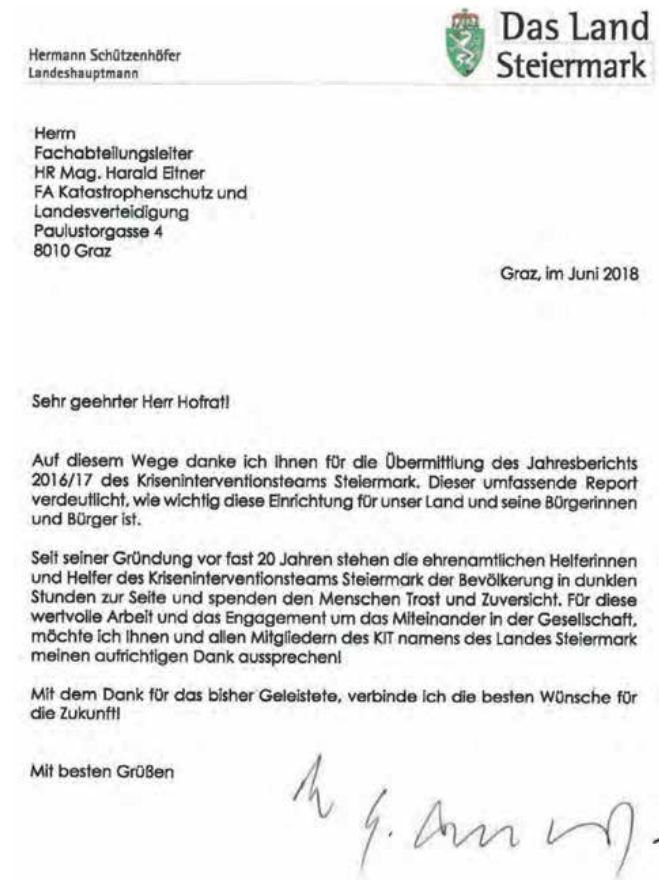 Hermann Schützenhöfer
Landeshauptmann
Das Land
Steiermark
Herrn
Fachabteilungsleiter
HR Mag. Harald Eitner
FA Katastrophenschutz und
Landesverteidigung
Paulustorgasse 4
8010 Graz
Graz, im Juni 2018
Sehr geehrter Herr Hofrat!
Auf diesem Wege danke ich Ihnen für die Übermittlung des Jahresberichts
2016/17 des Kriseninterventionsteams Steiermark. Dieser umfassende Report
verdeutlicht, wie wichtig diese Einrichtung für unser Land und seine Bürgerinnen
und Bürger ist.
Seit seiner Gründung vor fast 20 Jahren stehen die ehrenamtlichen Helferinnen
und Helfer des Kriseninterventionsteams Steiermark der Bevölkerung in dunklen
Stunden zur Seite und spenden den Menschen Trost und Zuversicht. Für diese
wertvolle Arbeit und das Engagement um das Miteinander in der Gesellschaft,
möchte ich Ihnen und allen Mitgliedern des KIT namens des Landes Steiermark
meinen aufrichtigen Dank aussprechen!
Mit dem Dank für das bisher Geleistete, verbinde ich die besten Wünsche für
die Zukunft!
Mit besten Grüßen